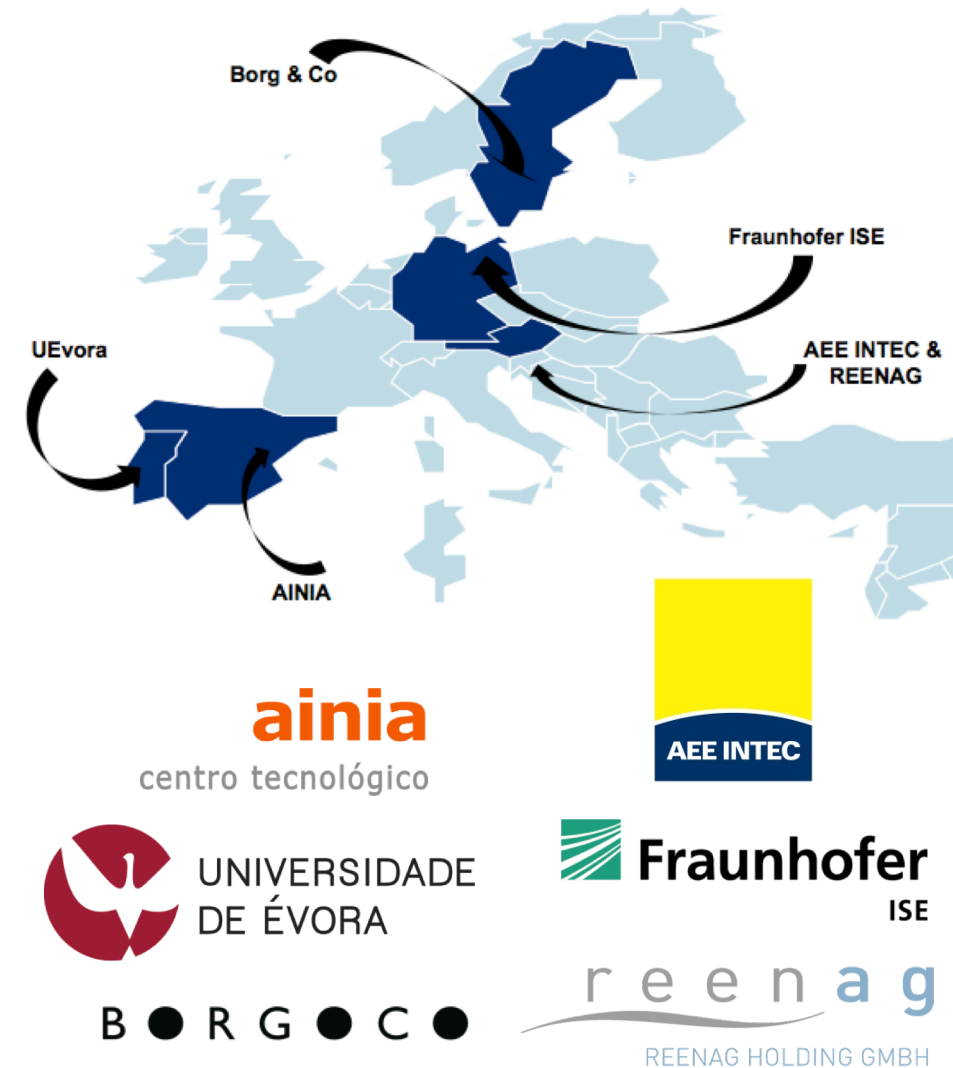 Borg & Co
Fraunhofer ISE
UEvora
AEE INTEC &
REENAG
AINIA
ainia
centro tecnológico
AEE INTEC
UNIVERSIDADE
DE ÉVORA
Fraunhofer
ISE
BORGOCO
reenag
REENAG HOLDING GMBH